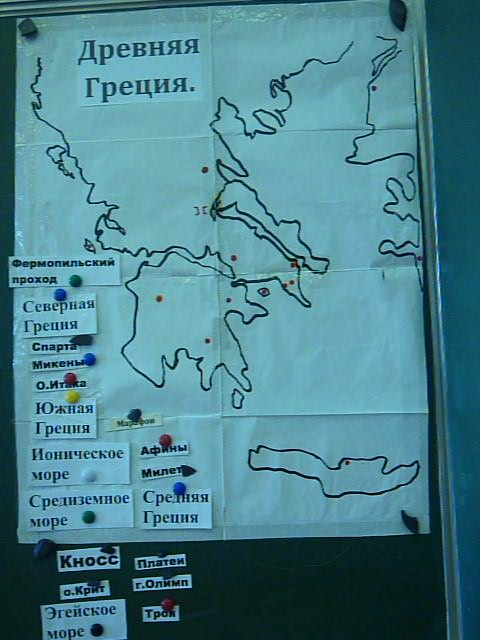 Древняя
Греция.
Фермопильский
проход
Северная
Греция
Спарта
Микены
О.Итака
Южная
Греция
Марафон
Ионическое
море
Афины
Милет
Средиземное
море
Средняя
Греция
Кносс
Платеи
о.Крит
г.Олимп
Эгейское
море
Троя